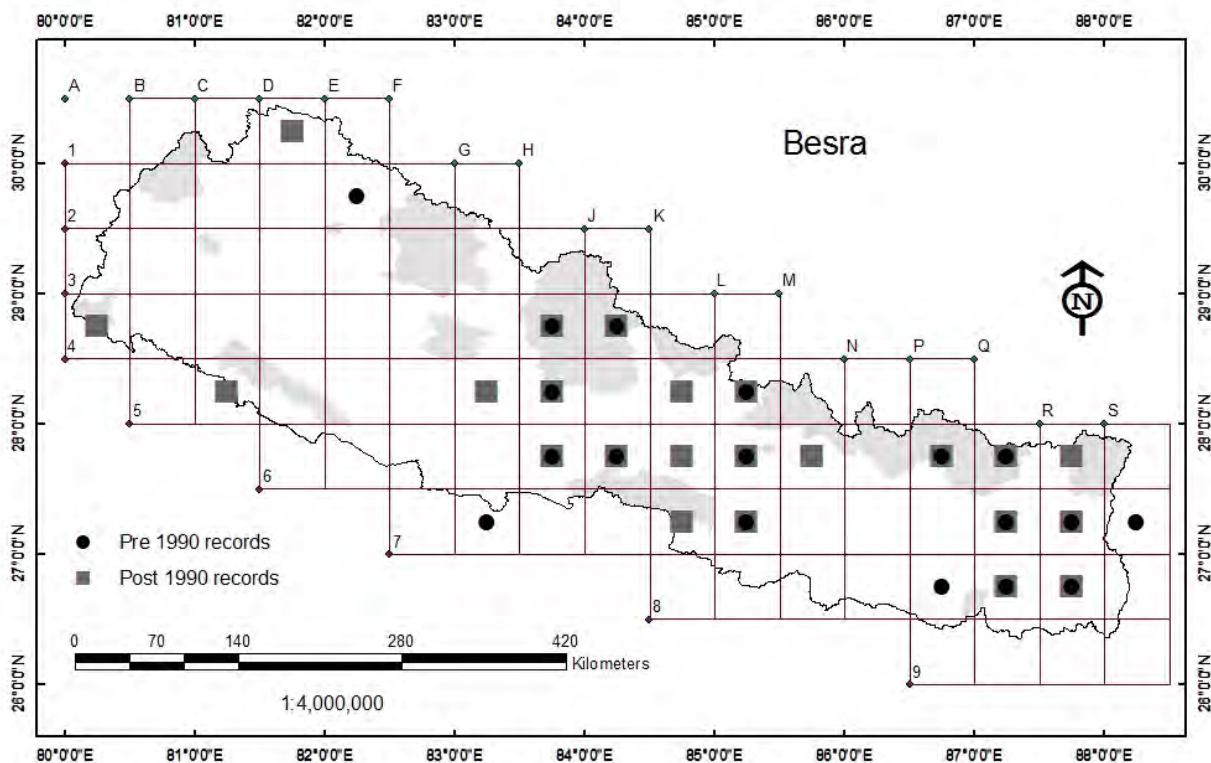 80°0'0"E 81°0'0"E 82°0'0"E 83°0'0"E 84°0'0"E 85°0'0"E 86°0'0"E 87°0'0"E 88°0'0"E
A B C D E F
Besra
30°0'0"N 1 G H 30°0'0"N
2 J K
29°0'0"N 3 L M N 29°0'0"N
4 N P Q
28°0'0"N 5 R S 28°0'0"N
6
Pre 1990 records
27°0'0"N 7 27°0'0"N
Post 1990 records
8
0 70 140 280 420
Kilometers
26°0'0"N 9 26°0'0"N
1:4,000,000
80°0'0"E 81°0'0"E 82°0'0"E 83°0'0"E 84°0'0"E 85°0'0"E 86°0'0"E 87°0'0"E 88°0'0"E